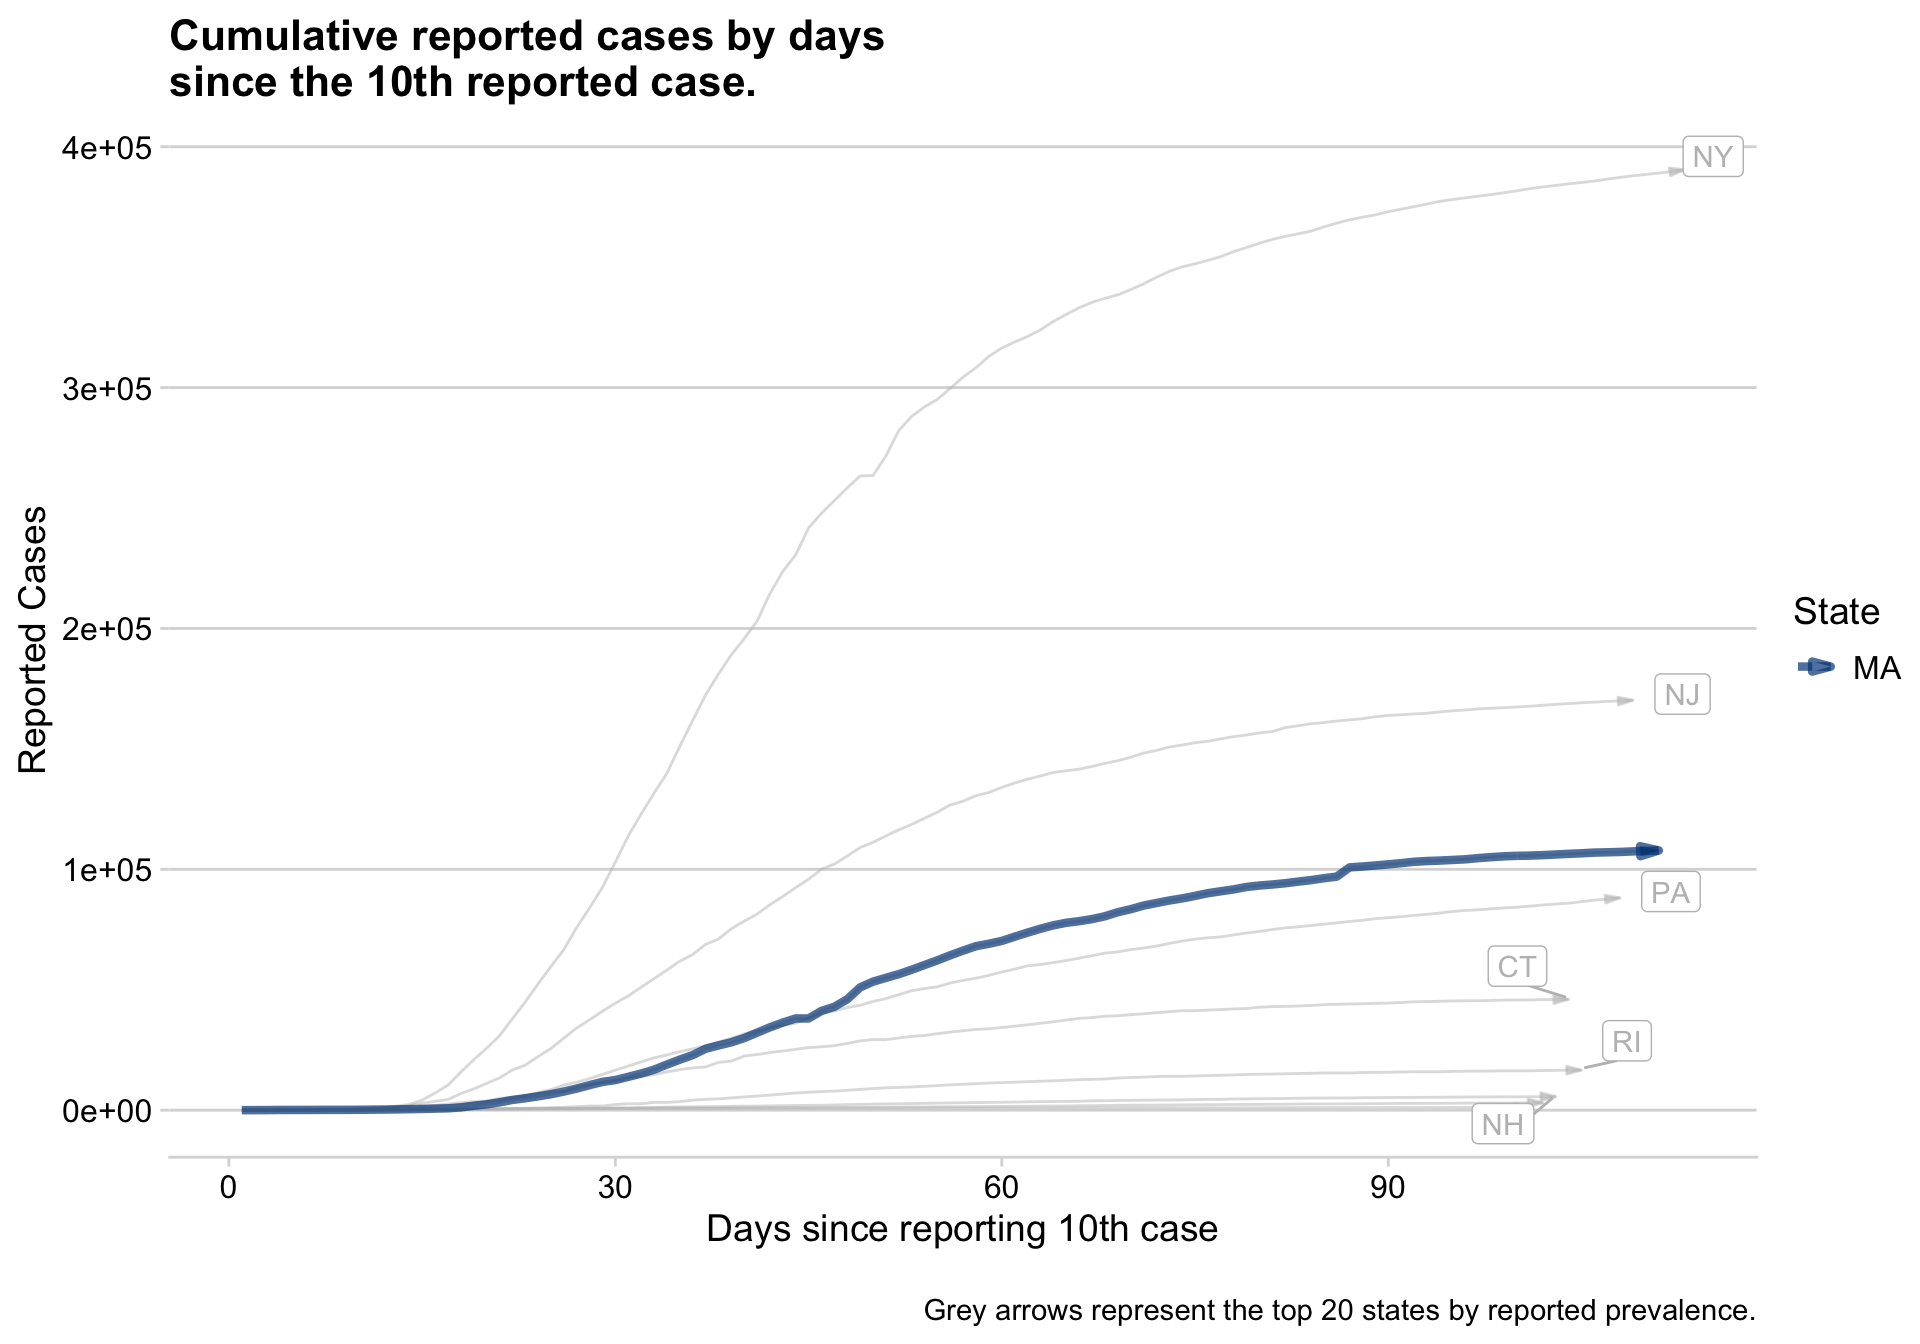 Cumulative reported cases by days
since the 10th reported case.
4e+05
3e+05
2e+05
1e+05
0e+00
Reported Cases
NY
NJ
PA
CT
RI
NH
State
MA
0
30
60
90
Days since reporting 10th case
Grey arrows represent the top 20 states by reported prevalence.